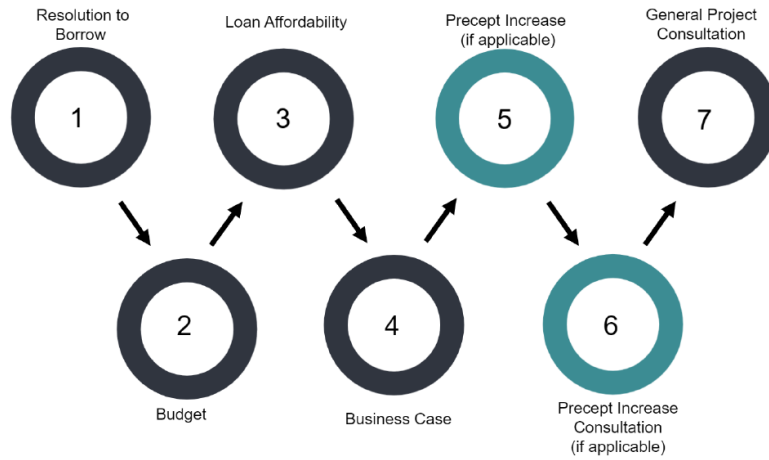 Resolution to
Borrow
1
2
Budget
Loan Affordability
3
4
Business Case
Precept Increase
(if applicable)
5
6
Precept Increase
Consultation
(if applicable)
General Project
Consultation
7